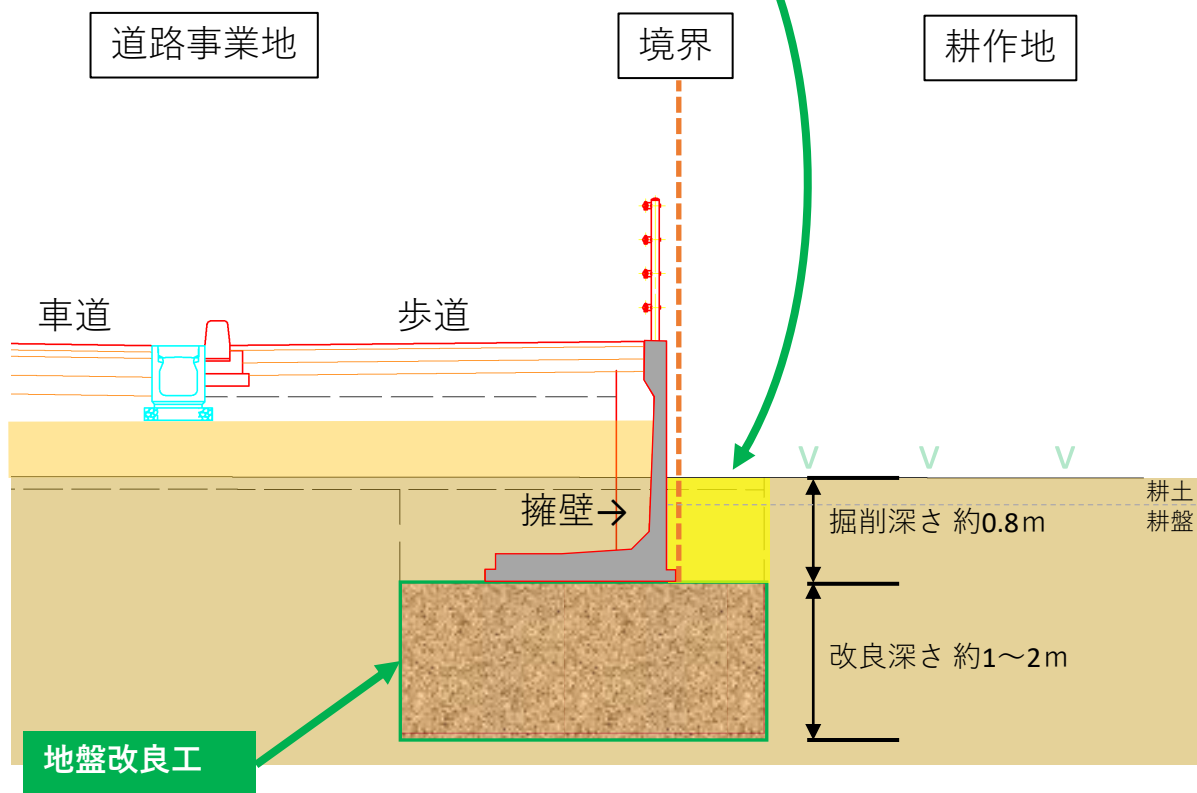 道路事業地
境界
耕作地
車道
歩道
V V V
擁壁→
掘削深さ 約0.8m
耕土
耕盤
改良深さ 約1～2m
地盤改良工